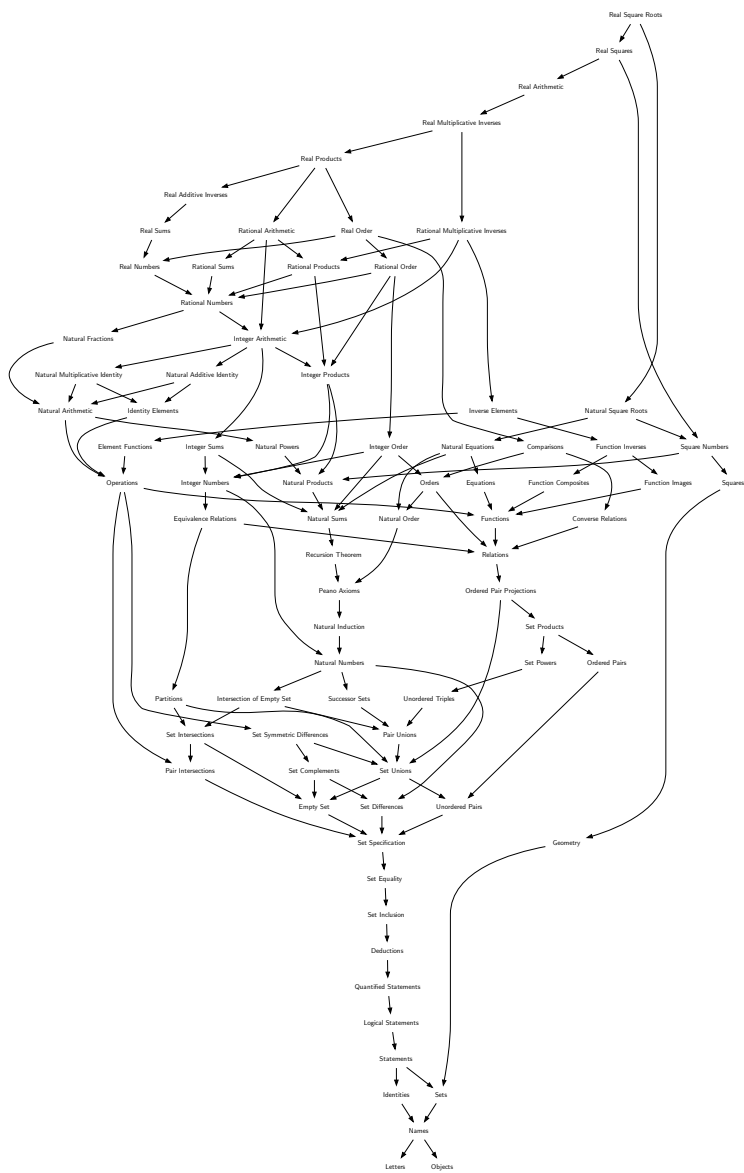 Real Square Roots
Real Squares
Real Arithmetic
Real Multiplicative Inverses
Real Products
Real Additive Inverses
Real Sums
Rational Arithmetic
Real Order
Rational Multiplicative Inverses
Real Numbers
Rational Sums
Rational Products
Rational Order
Rational Numbers
Natural Fractions
Integer Arithmetic
Natural Multiplicative Identity
Natural Additive Identity
Integer Products
Natural Arithmetic
Identity Elements
Inverse Elements
Natural Square Roots
Element Functions
Integer Sums
Natural Powers
Integer Order
Natural Equations
Comparisons
Function Inverses
Square Numbers
Operations
Integer Numbers
Natural Products
Orders
Equations
Function Composites
Function Images
Squares
Equivalence Relations
Natural Sums
Natural Order
Functions
Converse Relations
Recursion Theorem
Relations
Peano Axioms
Ordered Pair Projections
Natural Induction
Set Products
Natural Numbers
Set Powers
Ordered Pairs
Partitions
Intersection of Empty Set
Successor Sets
Unordered Triples
Set Intersections
Set Symmetric Differences
Pair Unions
Pair Intersections
Set Complements
Set Unions
Empty Set
Set Differences
Unordered Pairs
Set Specification
Geometry
Set Equality
Set Inclusion
Deductions
Quantified Statements
Logical Statements
Statements
Identities
Sets
Names
Letters
Objects